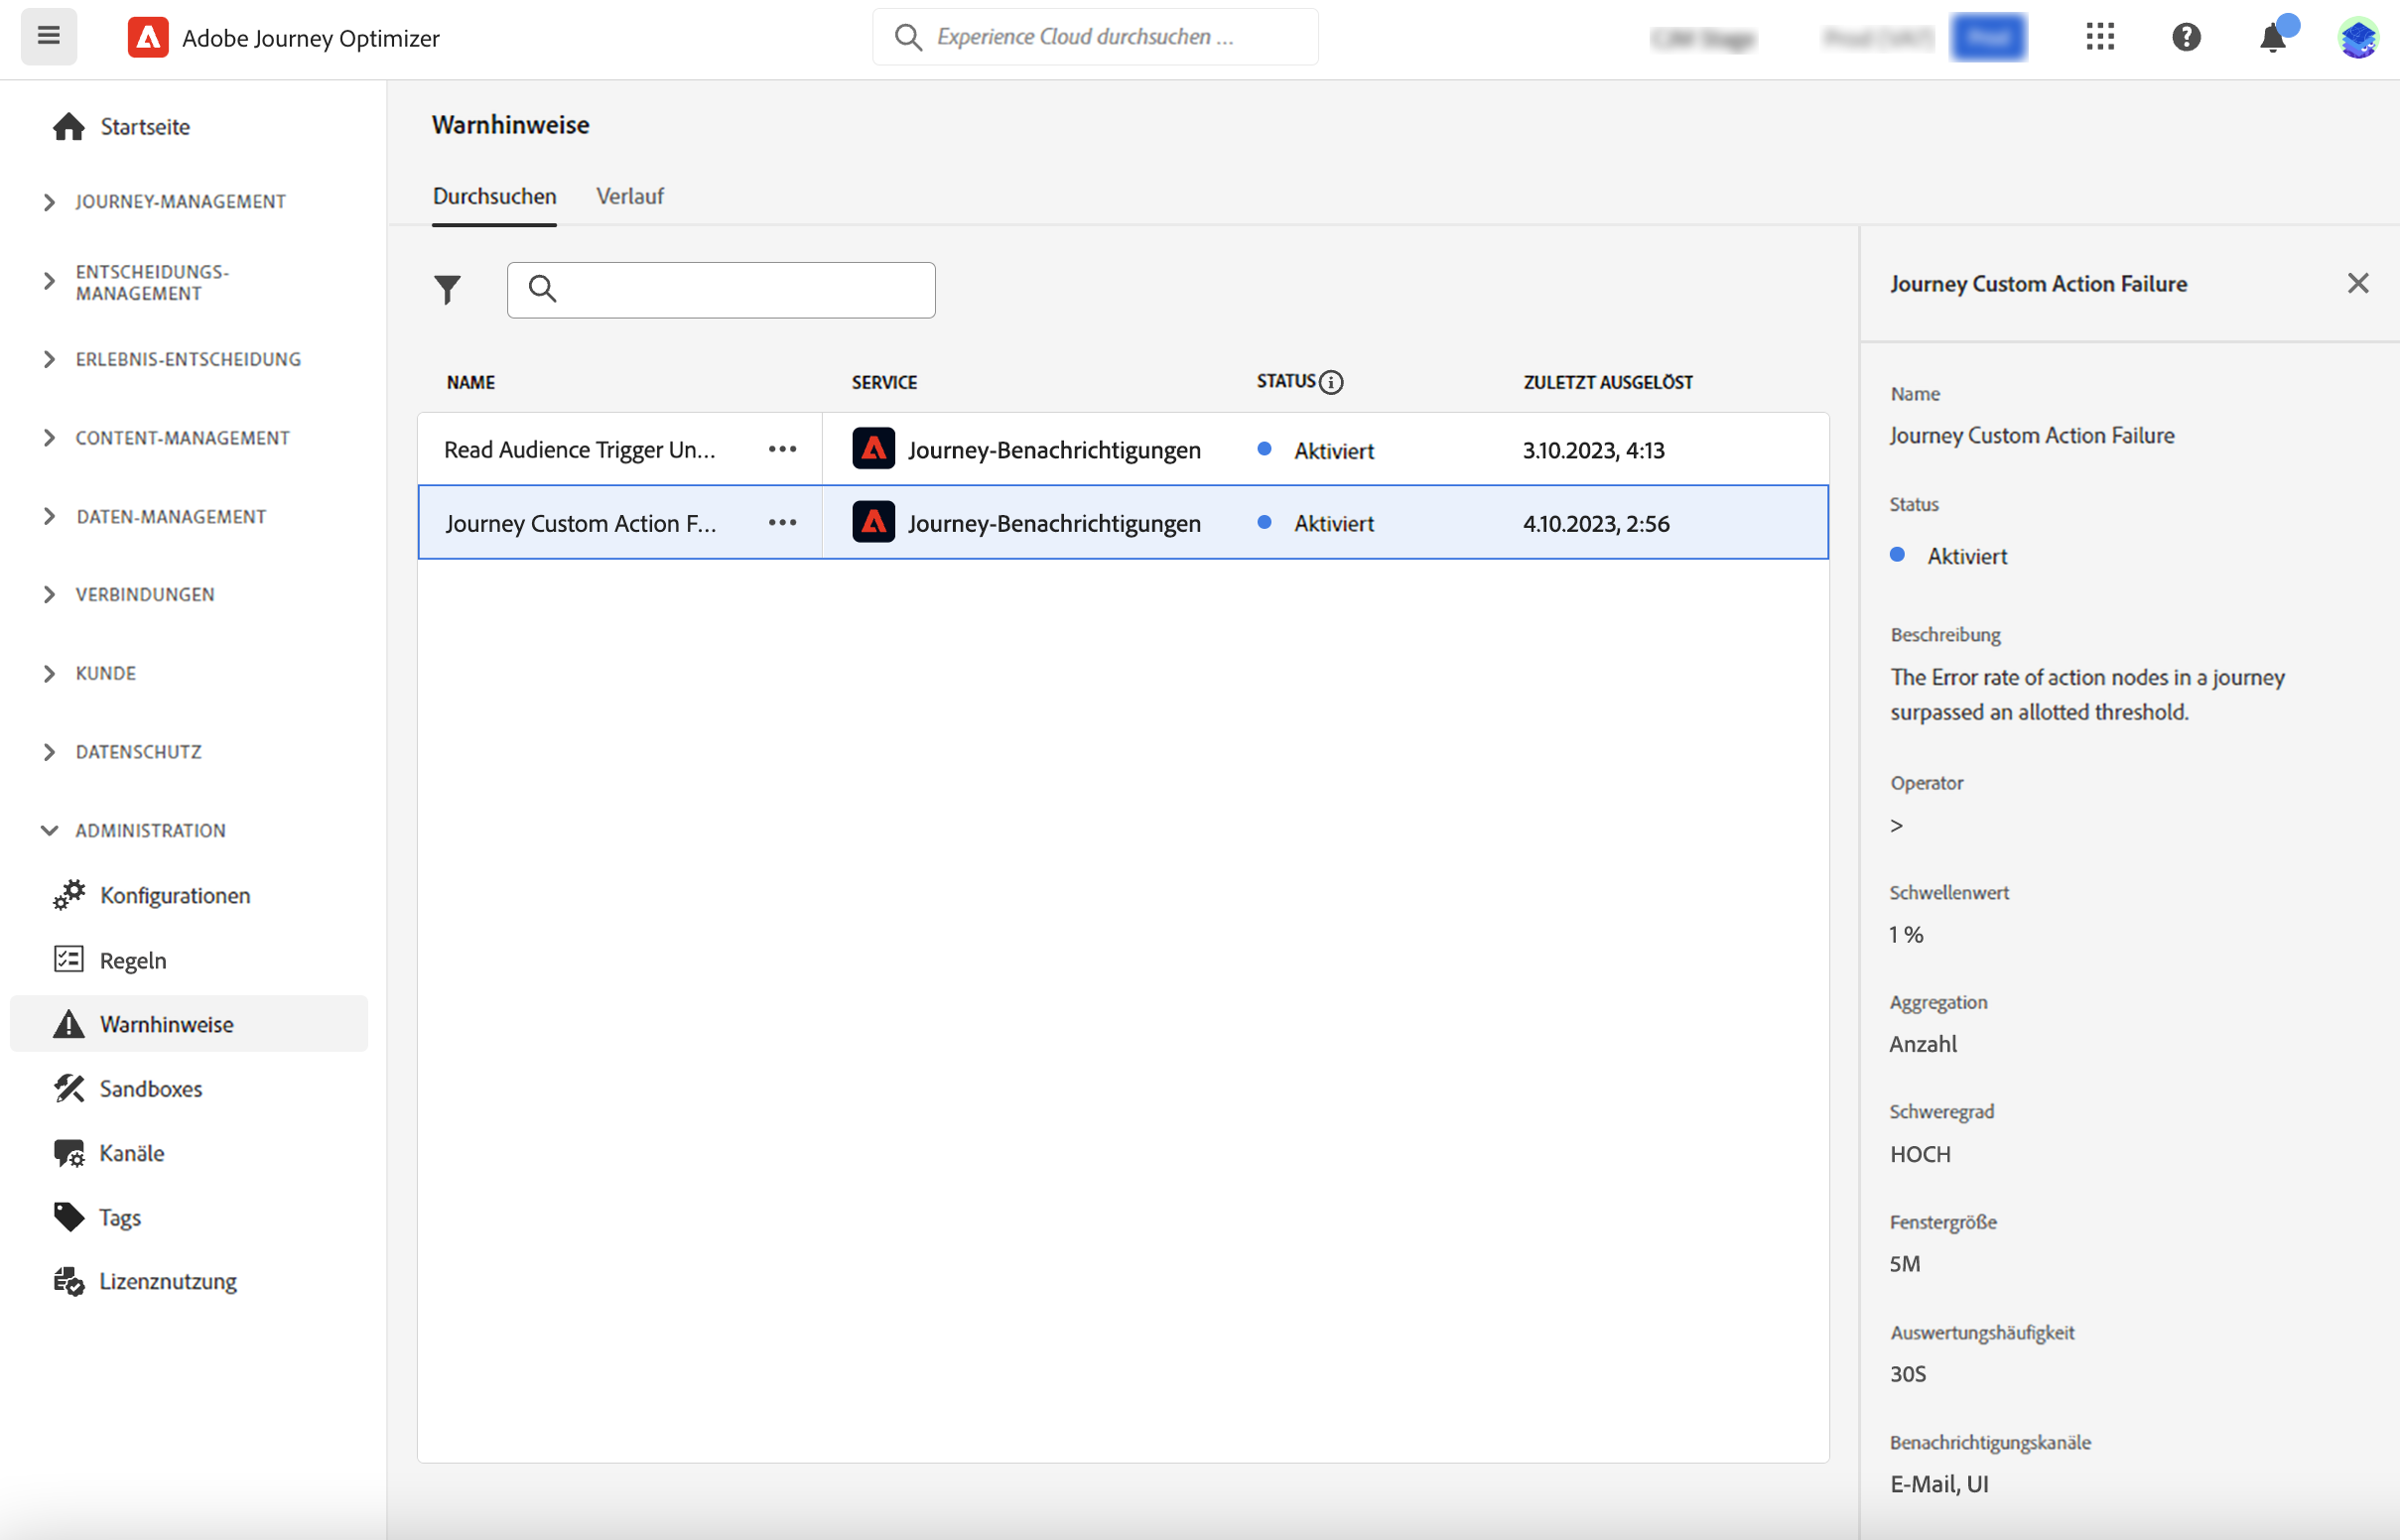 Adobe Journey Optimizer
Experience Cloud durchsuchen ...
Startseite
JOURNEY-MANAGEMENT
ENTSCHEIDUNGS-
MANAGEMENT
ERLEBNIS-ENTSCHEIDUNG
CONTENT-MANAGEMENT
DATEN-MANAGEMENT
VERBINDUNGEN
KUNDE
DATENSCHUTZ
ADMINISTRATION
Konfigurationen
Regeln
Warnhinweise
Sandboxes
Kanäle
Tags
Lizenznutzung
Warnhinweise
Durchsuchen
Verlauf
NAME
SERVICE
STATUS
ZULETZT AUSGELÖST
Read Audience Trigger Un...
Journey-Benachrichtigungen
Aktiviert
3.10.2023, 4:13
Journey Custom Action F...
Journey-Benachrichtigungen
Aktiviert
4.10.2023, 2:56
Journey Custom Action Failure
Name
Journey Custom Action Failure
Status
Aktiviert
Beschreibung
The Error rate of action nodes in a journey
surpassed an allotted threshold.
Operator
>
Schwellenwert
1 %
Aggregation
Anzahl
Schweregrad
HOCH
Fenstergröße
5M
Auswertungshäufigkeit
30S
Benachrichtigungskanäle
E-Mail, UI